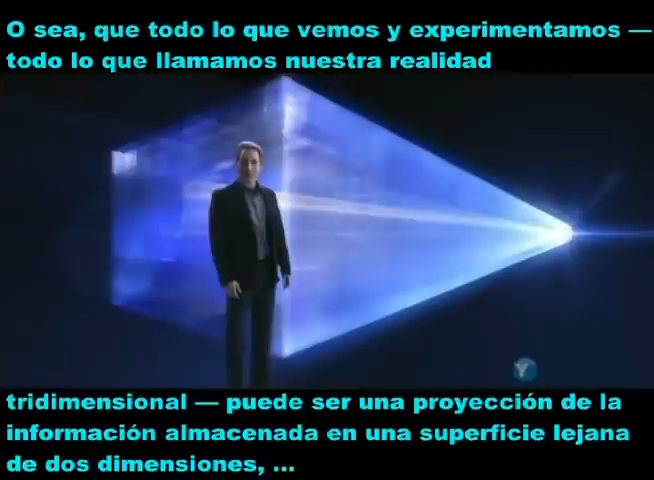 O sea, que todo lo que vemos y experimentamos —
todo lo que llamamos nuestra realidad
tridimensional — puede ser una proyección de la
información almacenada en una superficie lejana
de dos dimensiones, ...